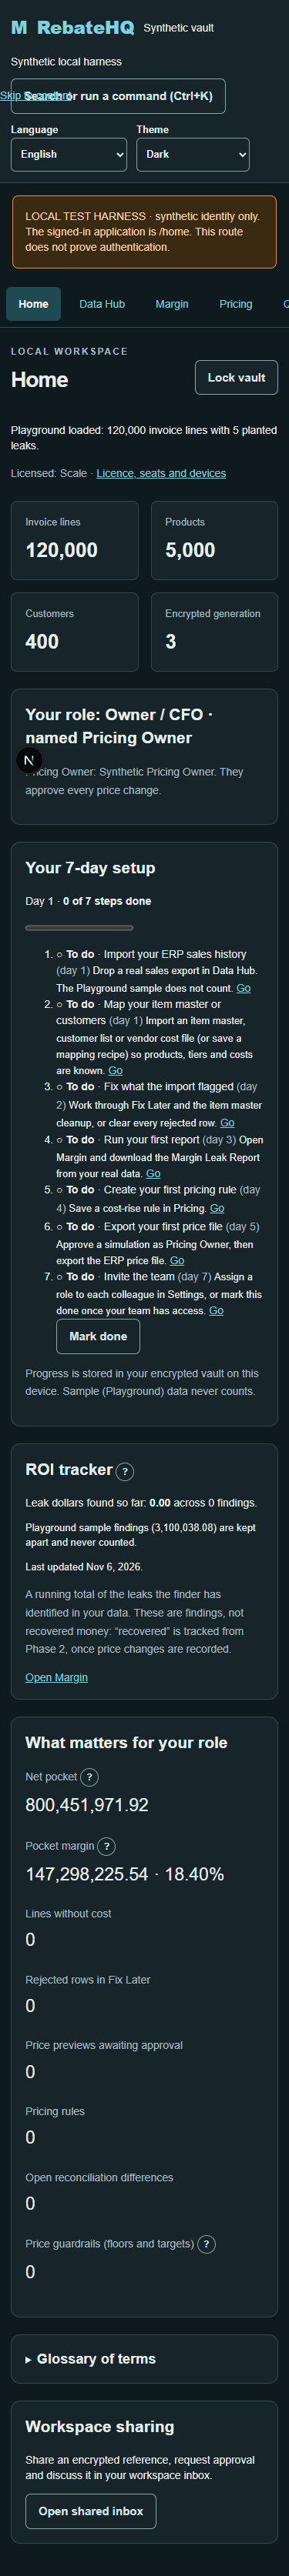 M RebateHQ Synthetic vault
Synthetic local harness
Skip to content
Search or run a command (Ctrl+K)
Language Theme
English Dark
LOCAL TEST HARNESS · synthetic identity only.
The signed-in application is /home. This route
does not prove authentication.
Home Data Hub Margin Pricing
LOCAL WORKSPACE
Home Lock vault
Playground loaded: 120,000 invoice lines with 5 planted
leaks.
Licensed: Scale · Licence, seats and devices
Invoice lines Products
120,000 5,000
Customers Encrypted generation
400 3
Your role: Owner / CFO ·
named Pricing Owner
Pricing Owner: Synthetic Pricing Owner. They
approve every price change.
N
Your 7-day setup
Day 1 · 0 of 7 steps done
1. ○ To do · Import your ERP sales history
(day 1) Drop a real sales export in Data Hub.
The Playground sample does not count. Go
2. ○ To do · Map your item master or
customers (day 1) Import an item master,
customer list or vendor cost file (or save a
mapping recipe) so products, tiers and costs
are known. Go
3. ○ To do · Fix what the import flagged (day
2) Work through Fix Later and the item master
cleanup, or clear every rejected row. Go
4. ○ To do · Run your first report (day 3) Open
Margin and download the Margin Leak Report
from your real data. Go
5. ○ To do · Create your first pricing rule (day
4) Save a cost-rise rule in Pricing. Go
6. ○ To do · Export your first price file (day 5)
Approve a simulation as Pricing Owner, then
export the ERP price file. Go
7. ○ To do · Invite the team (day 7) Assign a
role to each colleague in Settings, or mark this
done once your team has access. Go
Mark done
Progress is stored in your encrypted vault on this
device. Sample (Playground) data never counts.
ROI tracker ?
Leak dollars found so far: 0.00 across 0 findings.
Playground sample findings (3,100,038.08) are kept
apart and never counted.
Last updated Nov 6, 2026.
A running total of the leaks the finder has
identified in your data. These are findings, not
recovered money: “recovered” is tracked from
Phase 2, once price changes are recorded.
Open Margin
What matters for your role
Net pocket ?
800,451,971.92
Pocket margin ?
147,298,225.54 · 18.40%
Lines without cost
0
Rejected rows in Fix Later
0
Price previews awaiting approval
0
Pricing rules
0
Open reconciliation differences
0
Price guardrails (floors and targets) ?
0
▸ Glossary of terms
Workspace sharing
Share an encrypted reference, request approval
and discuss it in your workspace inbox.
Open shared inbox